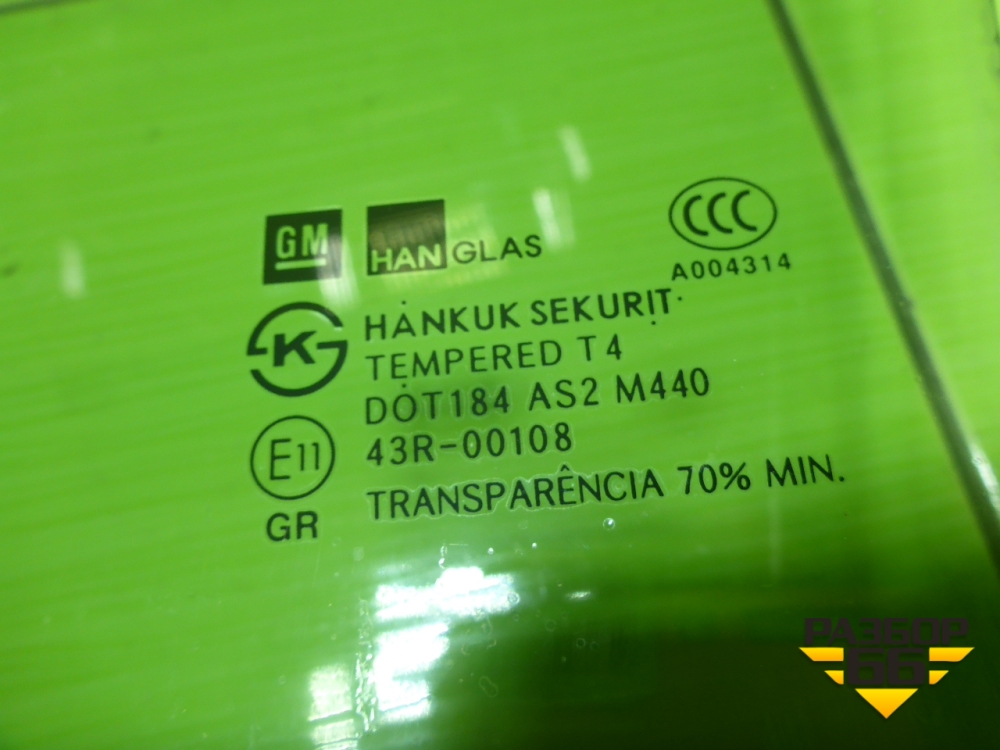 GM HAN GLAS CCC
A004314
K HANKUK SEKURIT
TEMPERED T4
DOT184 AS2 M440
E11 43R-00108
GR TRANSPARÊNCIA 70% MIN.
РАЗБОР
66